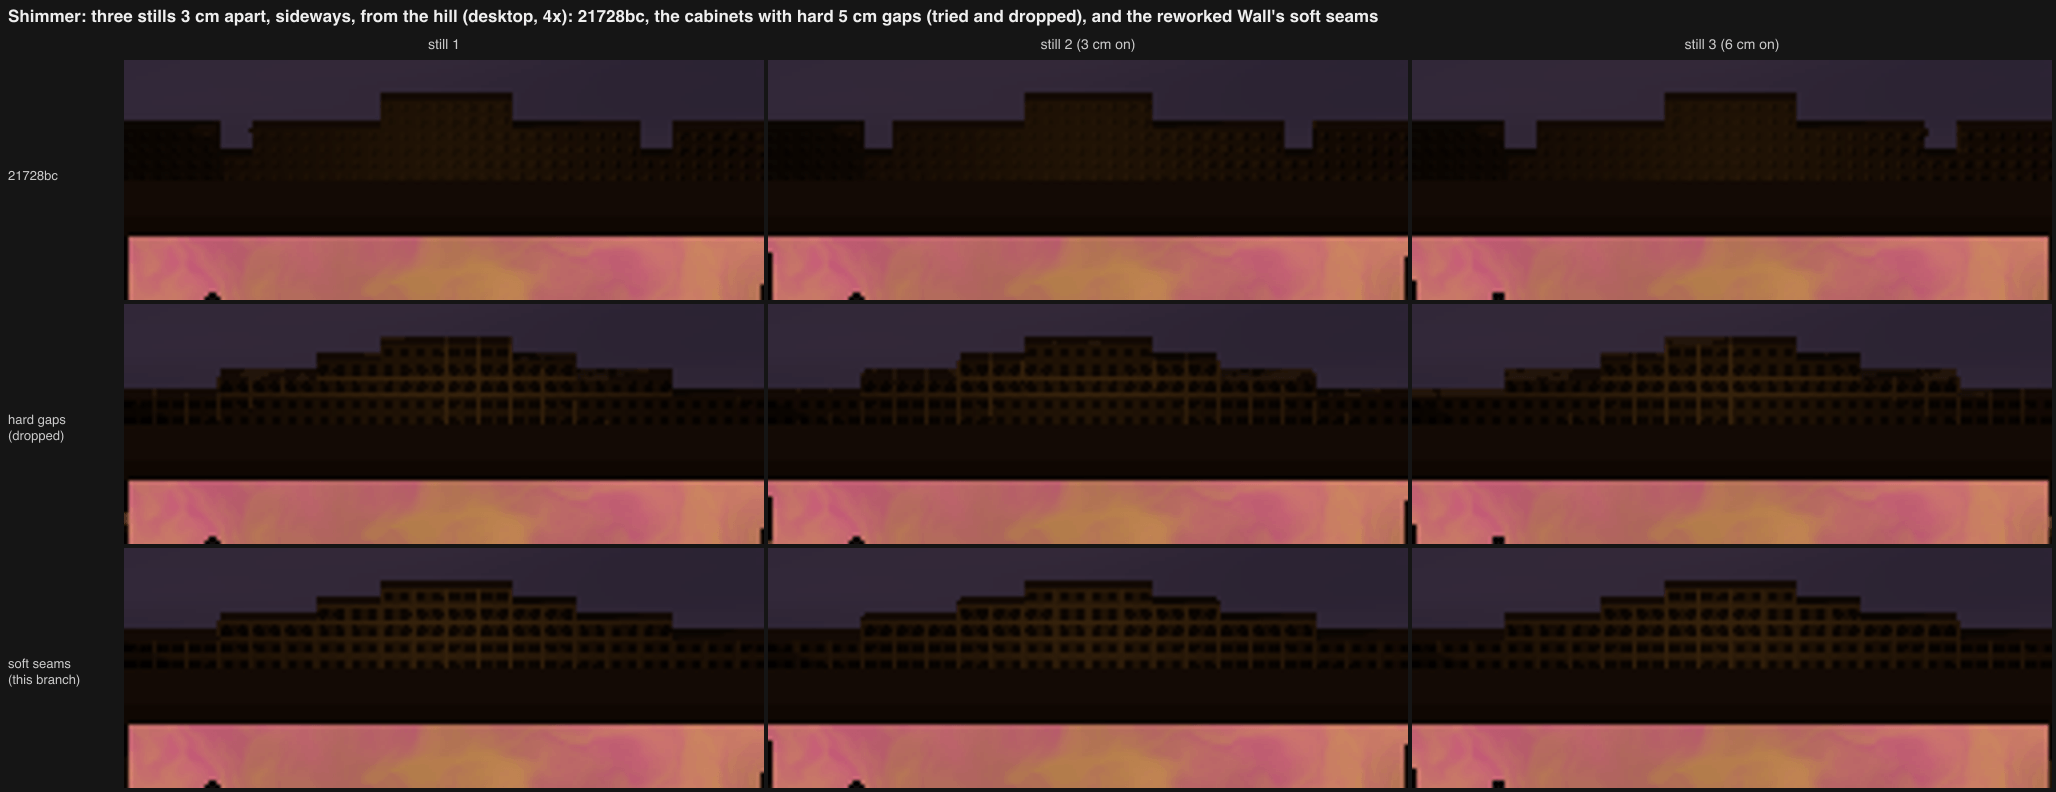 Shimmer: three stills 3 cm apart, sideways, from the hill (desktop, 4x): 21728bc, the cabinets with hard 5 cm gaps (tried and dropped), and the reworked Wall's soft seams
still 1
still 2 (3 cm on)
still 3 (6 cm on)
21728bc
hard gaps
(dropped)
soft seams
(this branch)